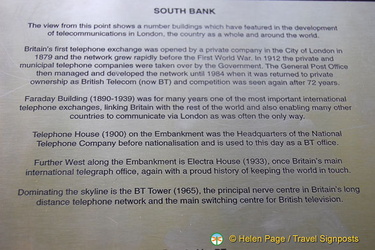 SOUTH BANK
The view from this point shows a number buildings which have featured in the development
of telecommunications in London, the country as a whole and around the world.
Britain's first telephone exchange was opened by a private company in the City of London in
1879 and the network grew rapidly before the First World War. In 1912 the private and
municipal telephone companies were taken over by the Government. The General Post Office
then managed and developed the network until 1984 when it was returned to private
ownership as British Telecom (now BT) and competition was seen again after 72 years.
Faraday Building (1890-1939) was for many years one of the most important international
telephone exchanges, linking Britain with the rest of the world and also enabling many other
countries to communicate via London as was often the only way.
Telephone House (1900) on the Embankment was the Headquarters of the National
Telephone Company before nationalisation and is used to this day as a BT office.
Further West along the Embankment is Electra House (1933), once Britain's main
international telegraph office, again with a proud history of keeping the world in touch.
Dominating the skyline is the BT Tower (1965), the principal nerve centre in Britain's long
distance telephone network and the main switching centre for British television.
© Helen Page / Travel Signposts